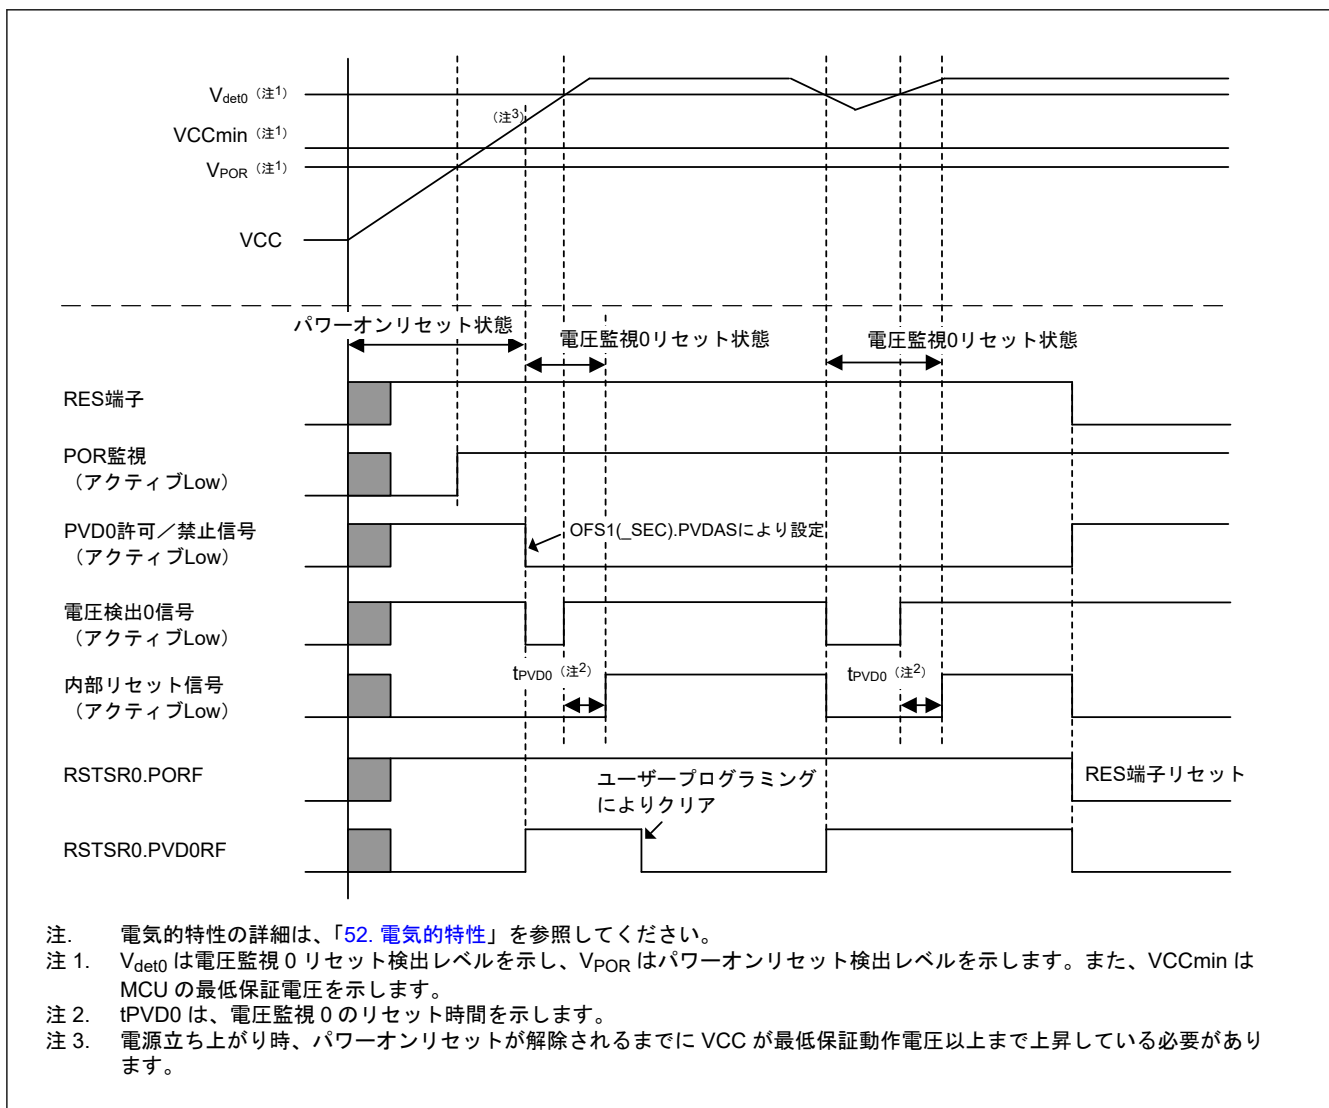 Vdet0（注1）
（注3）
VCCmin（注1）
VPOR（注1）
VCC
パワーオンリセット状態
電圧監視0リセット状態
電圧監視0リセット状態
RES端子
POR監視
（アクティブLow）
PVD0許可／禁止信号
（アクティブLow）
OFS1(_SEC).PVDASにより設定
電圧検出0信号
（アクティブLow）
tPVD0（注2）
tPVD0（注2）
内部リセット信号
（アクティブLow）
RSTSR0.PORF
ユーザープログラミング
によりクリア
RES端子リセット
RSTSR0.PVD0RF
注. 電気的特性の詳細は、「52. 電気的特性」を参照してください。
注 1. Vdet0 は電圧監視 0 リセット検出レベルを示し、VPOR はパワーオンリセット検出レベルを示します。また、VCCmin は
MCU の最低保証電圧を示します。
注 2. tPVD0 は、電圧監視 0 のリセット時間を示します。
注 3. 電源立ち上がり時、パワーオンリセットが解除されるまでに VCC が最低保証動作電圧以上まで上昇している必要があり
ます。